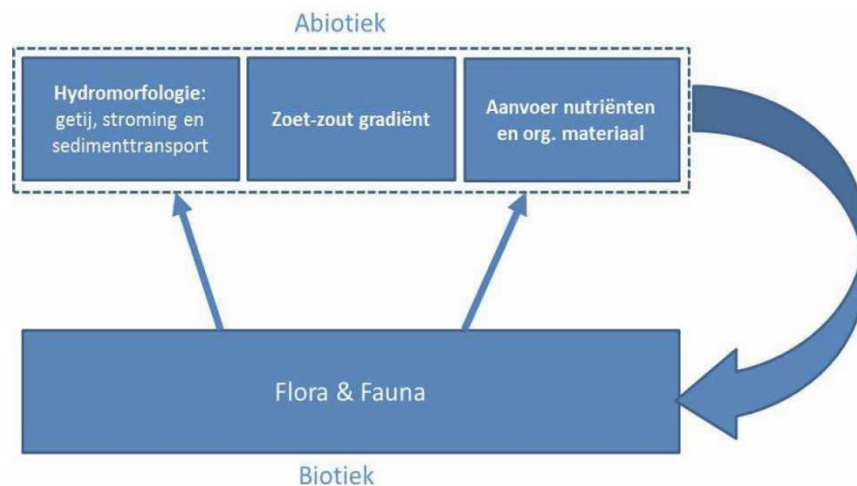 Abiotiek
Hydromorfologie:
getij, stroming en
sedimenttransport
Zoet-zout gradiënt
Aanvoer nutriënten
en org. materiaal
Flora & Fauna
Biotiek